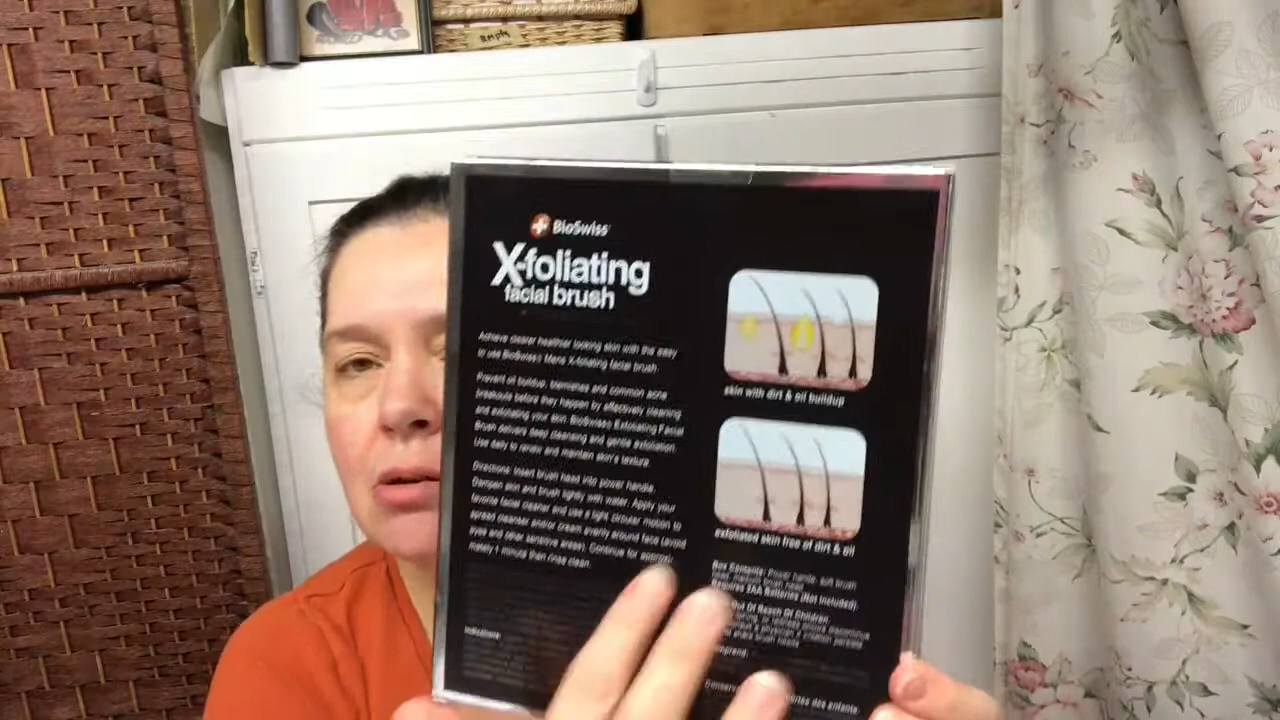 BioSwiss
X-foliating
facial brush
Achieve clearer healthier looking skin with the easy
to use BioSwiss® Mens X-foliating facial brush.
Prevent oil buildup, blemishes and common acne
breakouts before they happen by effectively cleaning
and exfoliating your skin. BioSwiss® Exfoliating Facial
Brush delivery deep cleansing and gentle exfoliation.
Use daily to renew and maintain skin's texture.
Directions: Insert brush head into power handle.
Dampen skin and brush lightly with water. Apply your
favorite facial cleaner and use a light circular motion to
spread cleanser and/or cream evenly around face (avoid
eyes and other sensitive areas). Continue for approxi-
mately 1 minute then rinse clean.
Indications:
skin with dirt & oil buildup
exfoliated skin free of dirt & oil
Box Contents: Power handle, soft brush
Batteries (Not Included).
Out Of Reach Of Children